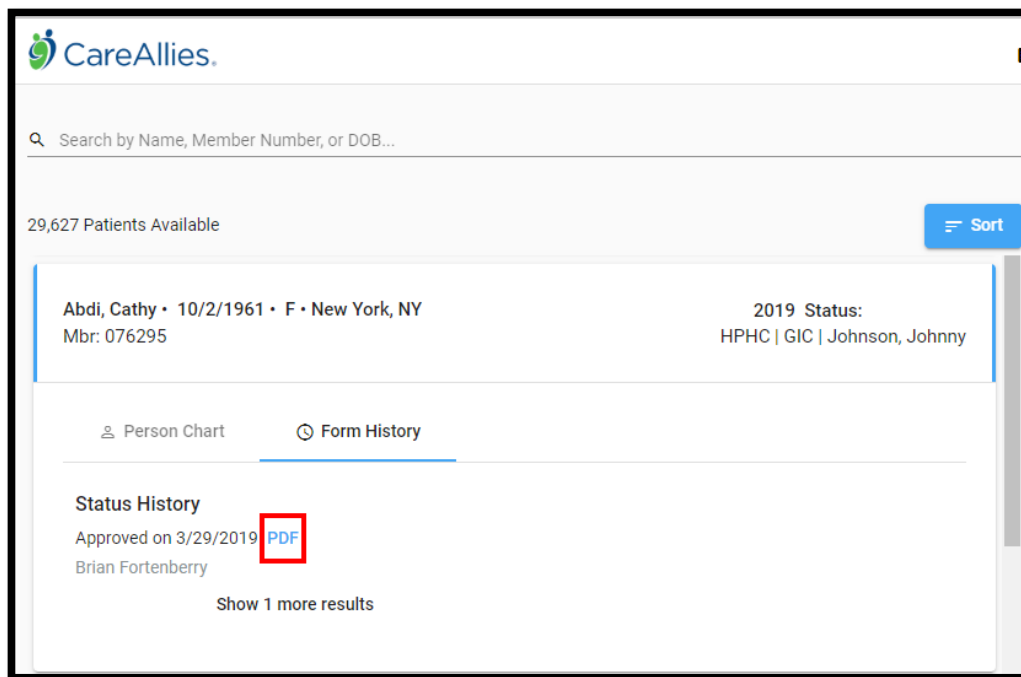 CareAllies.
Search by Name, Member Number, or DOB...
29,627 Patients Available
Sort
Abdi, Cathy • 10/2/1961 • F • New York, NY
2019 Status:
Mbr: 076295
HPHC | GIC | Johnson, Johnny
Person Chart
Form History
Status History
Approved on 3/29/2019 PDF
Brian Fortenberry
Show 1 more results